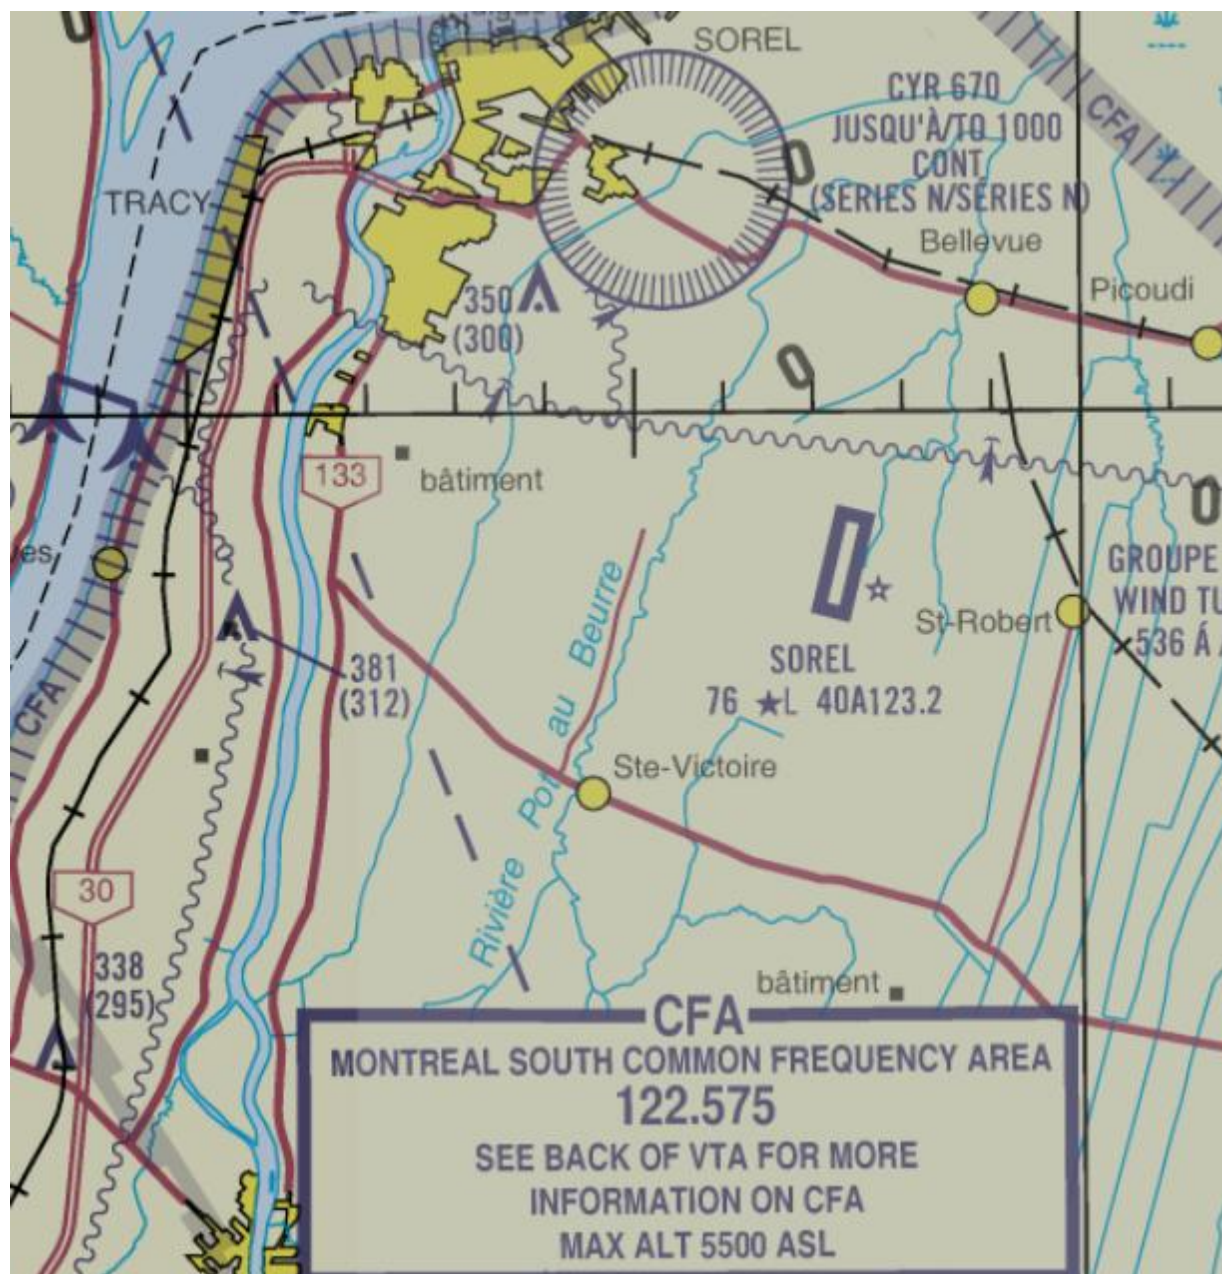 SOREL
CYR 670
JUSQU'À/TO 1000
CONT
(SERIES N/SÉRIES N)
CFA
TRACY
Bellevue
Picoudi
350
(300)
133
bâtiment
GROUPE
WIND TU
536 Á
St-Robert
SOREL
76 ★L 40A123.2
381
(312)
CFA
Rivière Pot au Beurre
Ste-Victoire
30
338
(295)
bâtiment
CFA
MONTREAL SOUTH COMMON FREQUENCY AREA
122.575
SEE BACK OF VTA FOR MORE
INFORMATION ON CFA
MAX ALT 5500 ASL